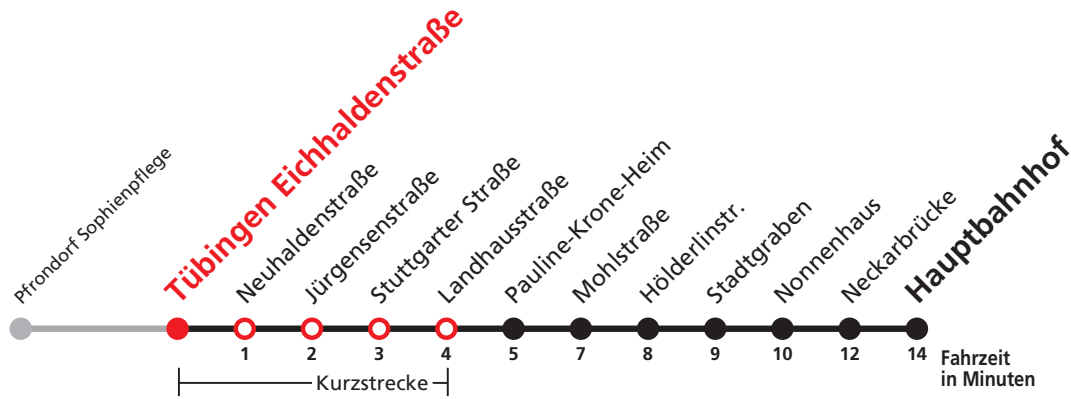 Pfrondorf Sophienpflege
Tübingen Eichhaldenstraße
Neuhaldenstraße
Jürgensenstraße
Stuttgarter Straße
Landhausstraße
Pauline-Krone-Heim
Mohlstraße
Hölderlinstr.
Stadtgraben
Nonnenhaus
Neckarbrücke
Hauptbahnhof
1 2 3 4 5 7 8 9 10 12 14
Fahrzeit
in Minuten
Kurzstrecke